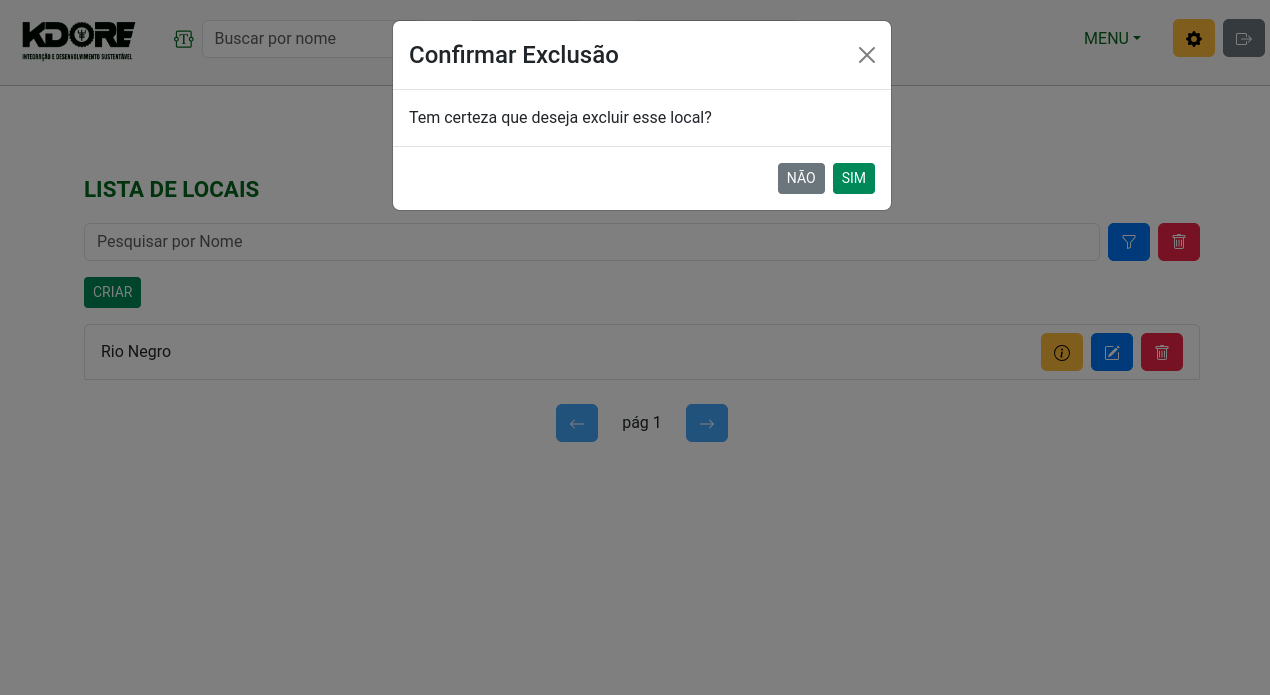 KDORE
INTEGRAÇÃO E DESENVOLVIMENTO SUSTENTÁVEL
T
Buscar por nome
MENU
Confirmar Exclusão
Tem certeza que deseja excluir esse local?
NÃO
SIM
LISTA DE LOCAIS
Pesquisar por Nome
CRIAR
Rio Negro
pág 1